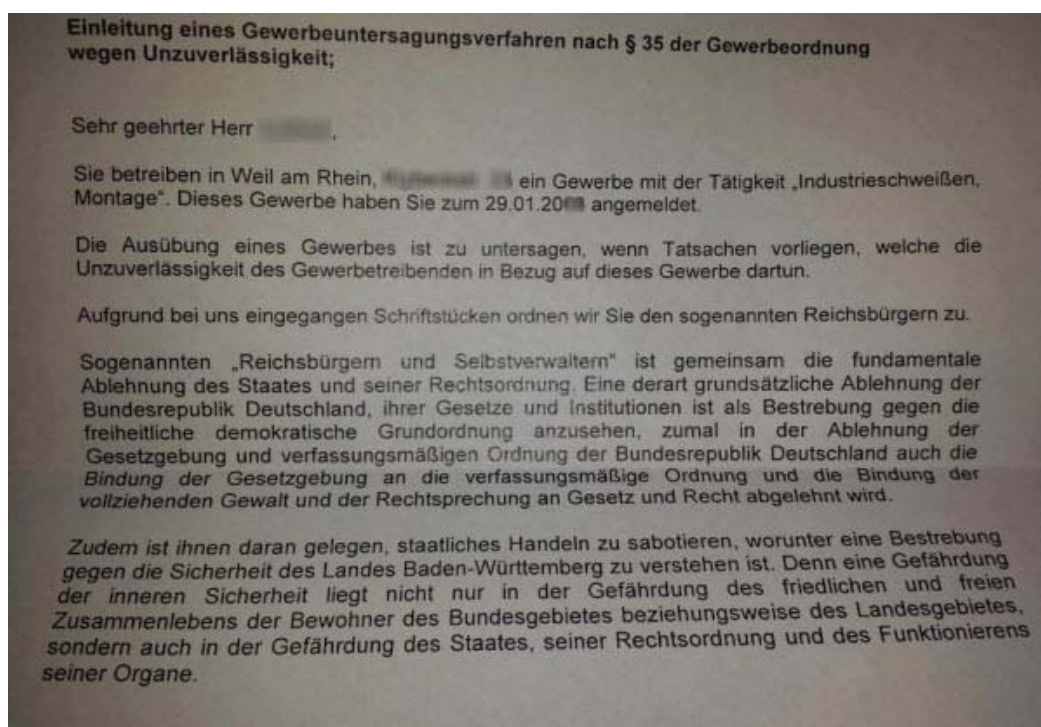 Einleitung eines Gewerbeuntersagungsverfahren nach § 35 der Gewerbeordnung
wegen Unzuverlässigkeit;
Sehr geehrter Herr ,
Sie betreiben in Weil am Rhein, ein Gewerbe mit der Tätigkeit „Industrieschweißen,
Montage“. Dieses Gewerbe haben Sie zum 29.01.20 angemeldet.
Die Ausübung eines Gewerbes ist zu untersagen, wenn Tatsachen vorliegen, welche die
Unzuverlässigkeit des Gewerbetreibenden in Bezug auf dieses Gewerbe dartun.
Aufgrund bei uns eingegangen Schriftstücken ordnen wir Sie den sogenannten Reichsbürgern zu.
Sogenannten „Reichsbürgern und Selbstverwaltern“ ist gemeinsam die fundamentale
Ablehnung des Staates und seiner Rechtsordnung. Eine derart grundsätzliche Ablehnung der
Bundesrepublik Deutschland, ihrer Gesetze und Institutionen ist als Bestrebung gegen die
freiheitliche demokratische Grundordnung anzusehen, zumal in der Ablehnung der
Gesetzgebung und verfassungsmäßigen Ordnung der Bundesrepublik Deutschland auch die
Bindung der Gesetzgebung an die verfassungsmäßige Ordnung und die Bindung der
vollziehenden Gewalt und der Rechtsprechung an Gesetz und Recht abgelehnt wird.
Zudem ist ihnen daran gelegen, staatliches Handeln zu sabotieren, worunter eine Bestrebung
gegen die Sicherheit des Landes Baden-Württemberg zu verstehen ist. Denn eine Gefährdung
der inneren Sicherheit liegt nicht nur in der Gefährdung des friedlichen und freien
Zusammenlebens der Bewohner des Bundesgebietes beziehungsweise des Landesgebietes,
sondern auch in der Gefährdung des Staates, seiner Rechtsordnung und des Funktionierens
seiner Organe.